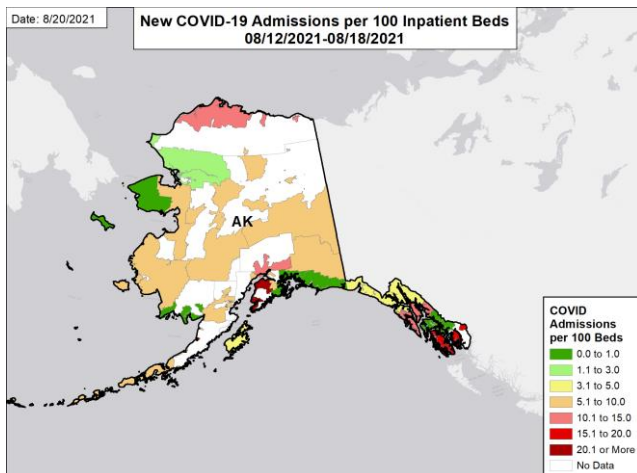 Date: 8/20/2021
New COVID-19 Admissions per 100 Inpatient Beds
08/12/2021-08/18/2021
AK
COVID
Admissions
per 100 Beds
0.0 to 1.0
1.1 to 3.0
3.1 to 5.0
5.1 to 10.0
10.1 to 15.0
15.1 to 20.0
20.1 or More
No Data